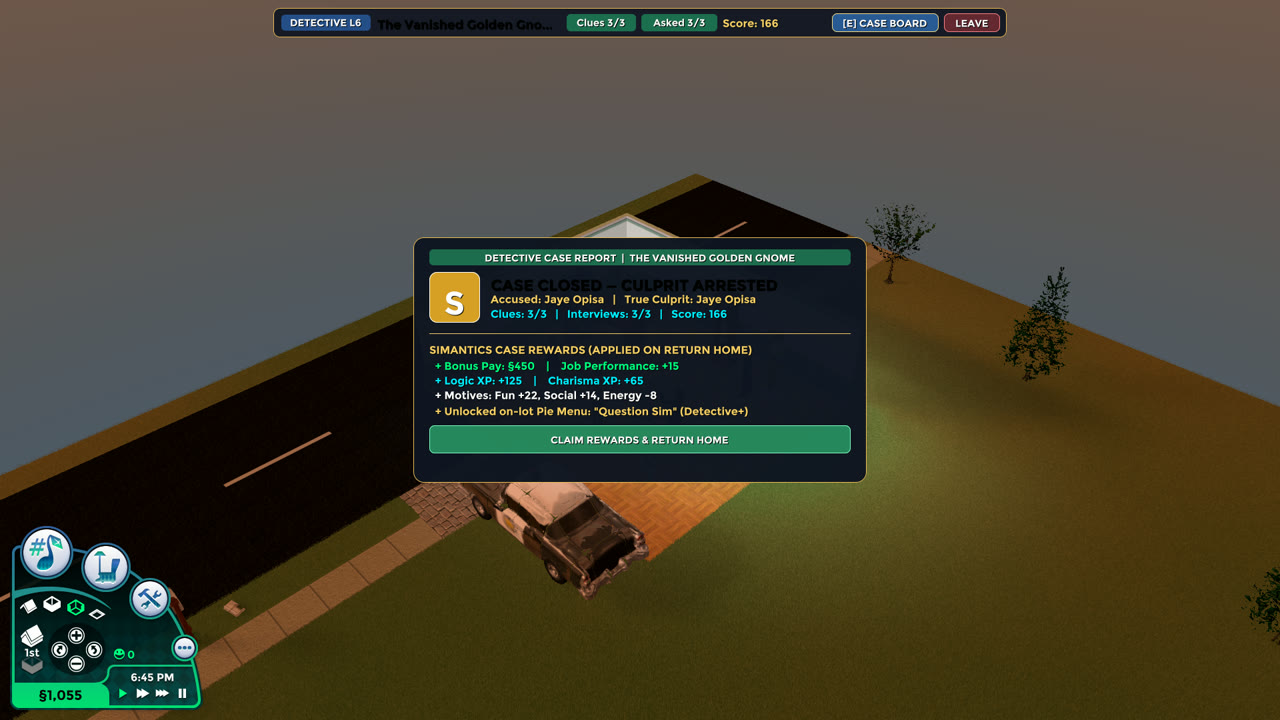 DETECTIVE L6 The Vanished Golden Gno... Clues 3/3 Asked 3/3 Score: 166 [E] CASE BOARD LEAVE
DETECTIVE CASE REPORT | THE VANISHED GOLDEN GNOME
S
CASE CLOSED – CULPRIT ARRESTED
Accused: Jaye Opisa | True Culprit: Jaye Opisa
Clues: 3/3 | Interviews: 3/3 | Score: 166
SIMANTICS CASE REWARDS (APPLIED ON RETURN HOME)
+ Bonus Pay: §450 | Job Performance: +15
+ Logic XP: +125 | Charisma XP: +65
+ Motives: Fun +22, Social +14, Energy -8
+ Unlocked on-lot Pie Menu: "Question Sim" (Detective+)
CLAIM REWARDS & RETURN HOME
#
1st
0
6:45 PM
§1,055